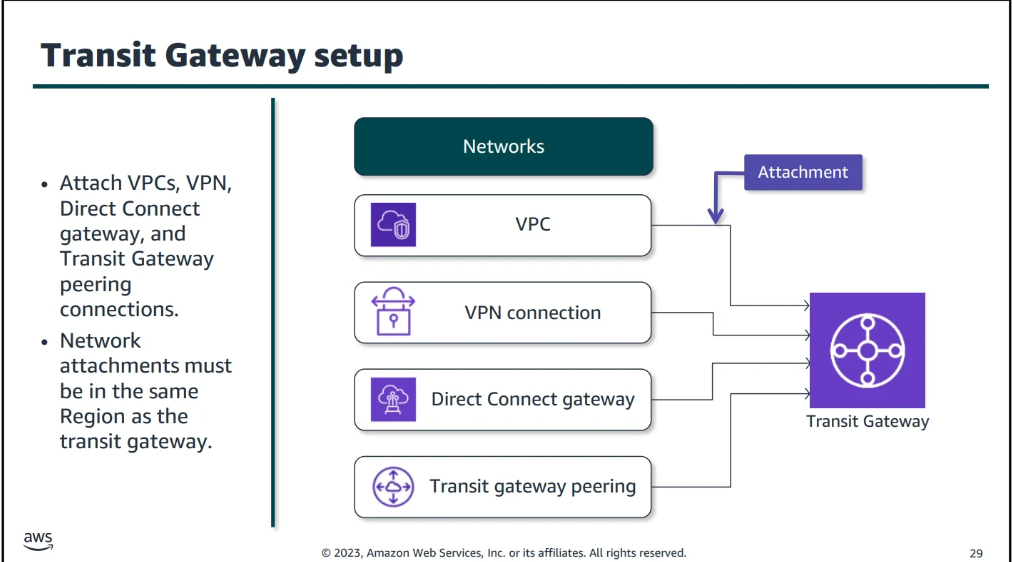 Transit Gateway setup
• Attach VPCs, VPN,
Direct Connect
gateway, and
Transit Gateway
peering
connections.
• Network
attachments must
be in the same
Region as the
transit gateway.
Networks
Attachment
VPC
VPN connection
Direct Connect gateway
Transit gateway peering
Transit Gateway
aws
© 2023, Amazon Web Services, Inc. or its affiliates. All rights reserved.
29